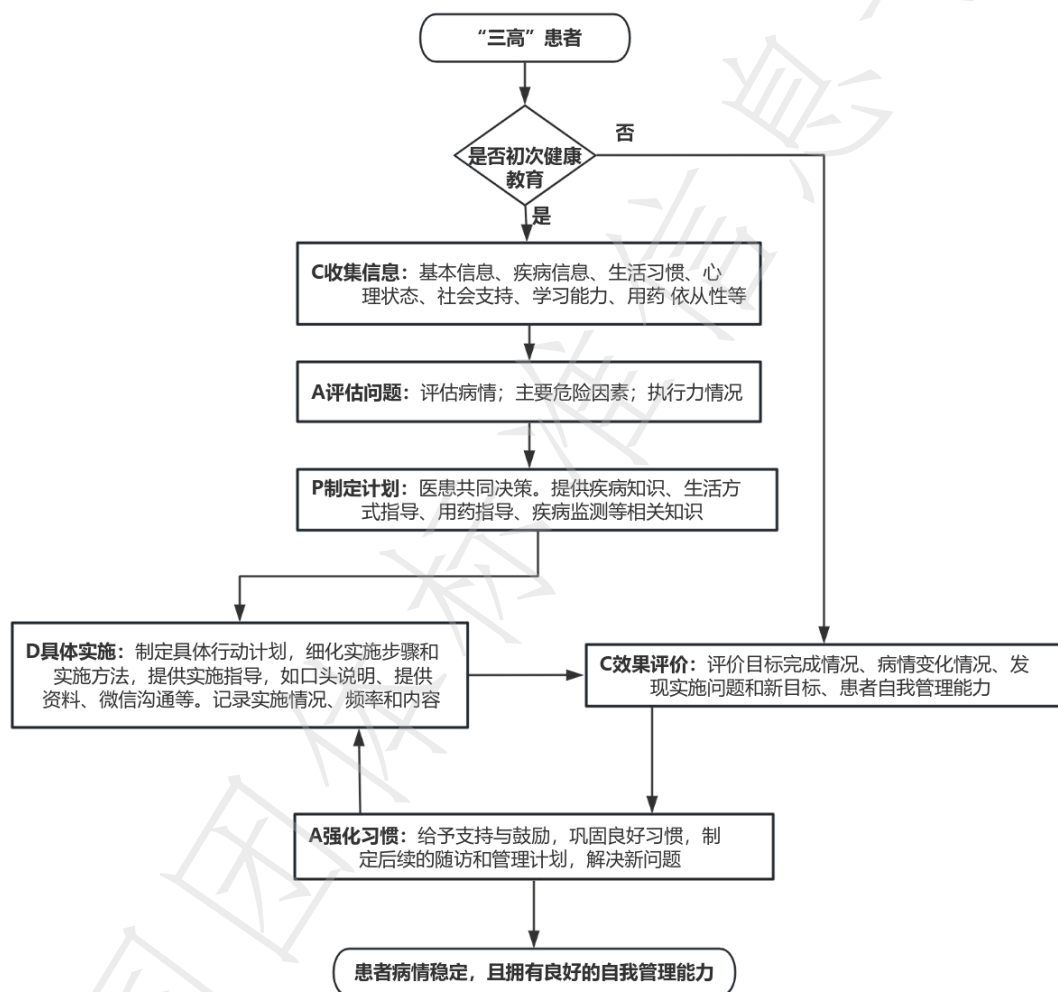 “三高”患者
是否初次健康
教育
否
是
C收集信息：基本信息、疾病信息、生活习惯、心
理状态、社会支持、学习能力、用药 依从性等
A评估问题：评估病情；主要危险因素；执行力情况
P制定计划：医患共同决策。提供疾病知识、生活方
式指导、用药指导、疾病监测等相关知识
D具体实施：制定具体行动计划，细化实施步骤和
实施方法，提供实施指导，如口头说明、提供
资料、微信沟通等。记录实施情况、频率和内容
C效果评价：评价目标完成情况、病情变化情况、发
现实施问题和新目标、患者自我管理能力
A强化习惯：给予支持与鼓励，巩固良好习惯，制
定后续的随访和管理计划，解决新问题
患者病情稳定，且拥有良好的自我管理能力
团体标准信息